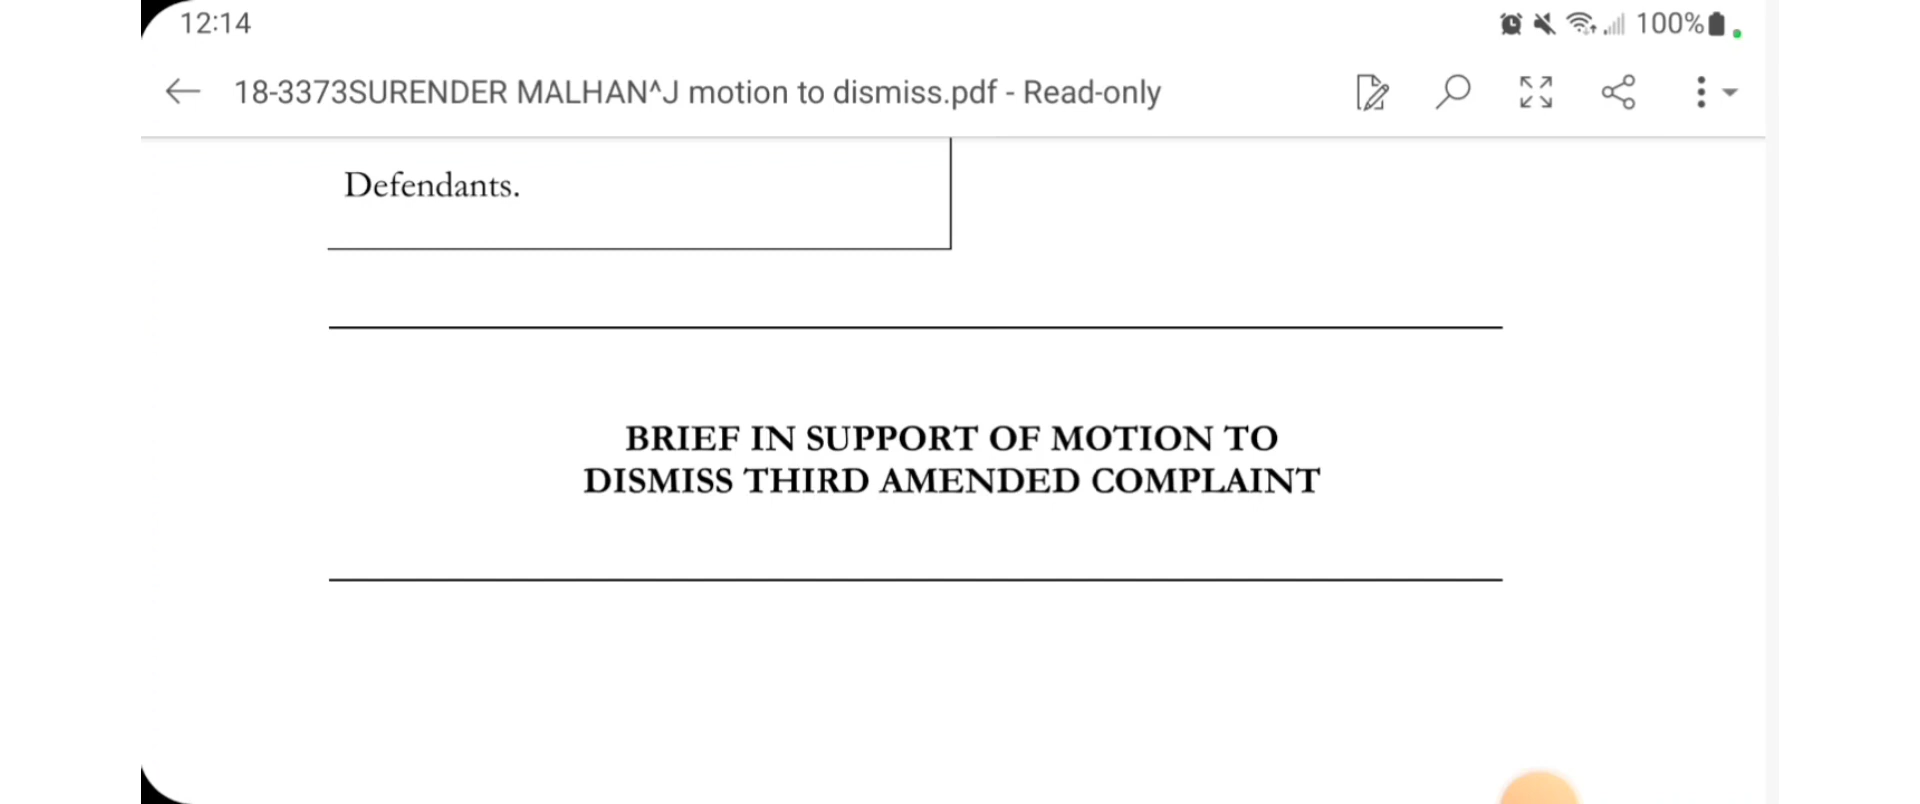 12:14
100%
18-3373SURENDER MALHAN^J motion to dismiss.pdf - Read-only
Defendants.
BRIEF IN SUPPORT OF MOTION TO
DISMISS THIRD AMENDED COMPLAINT